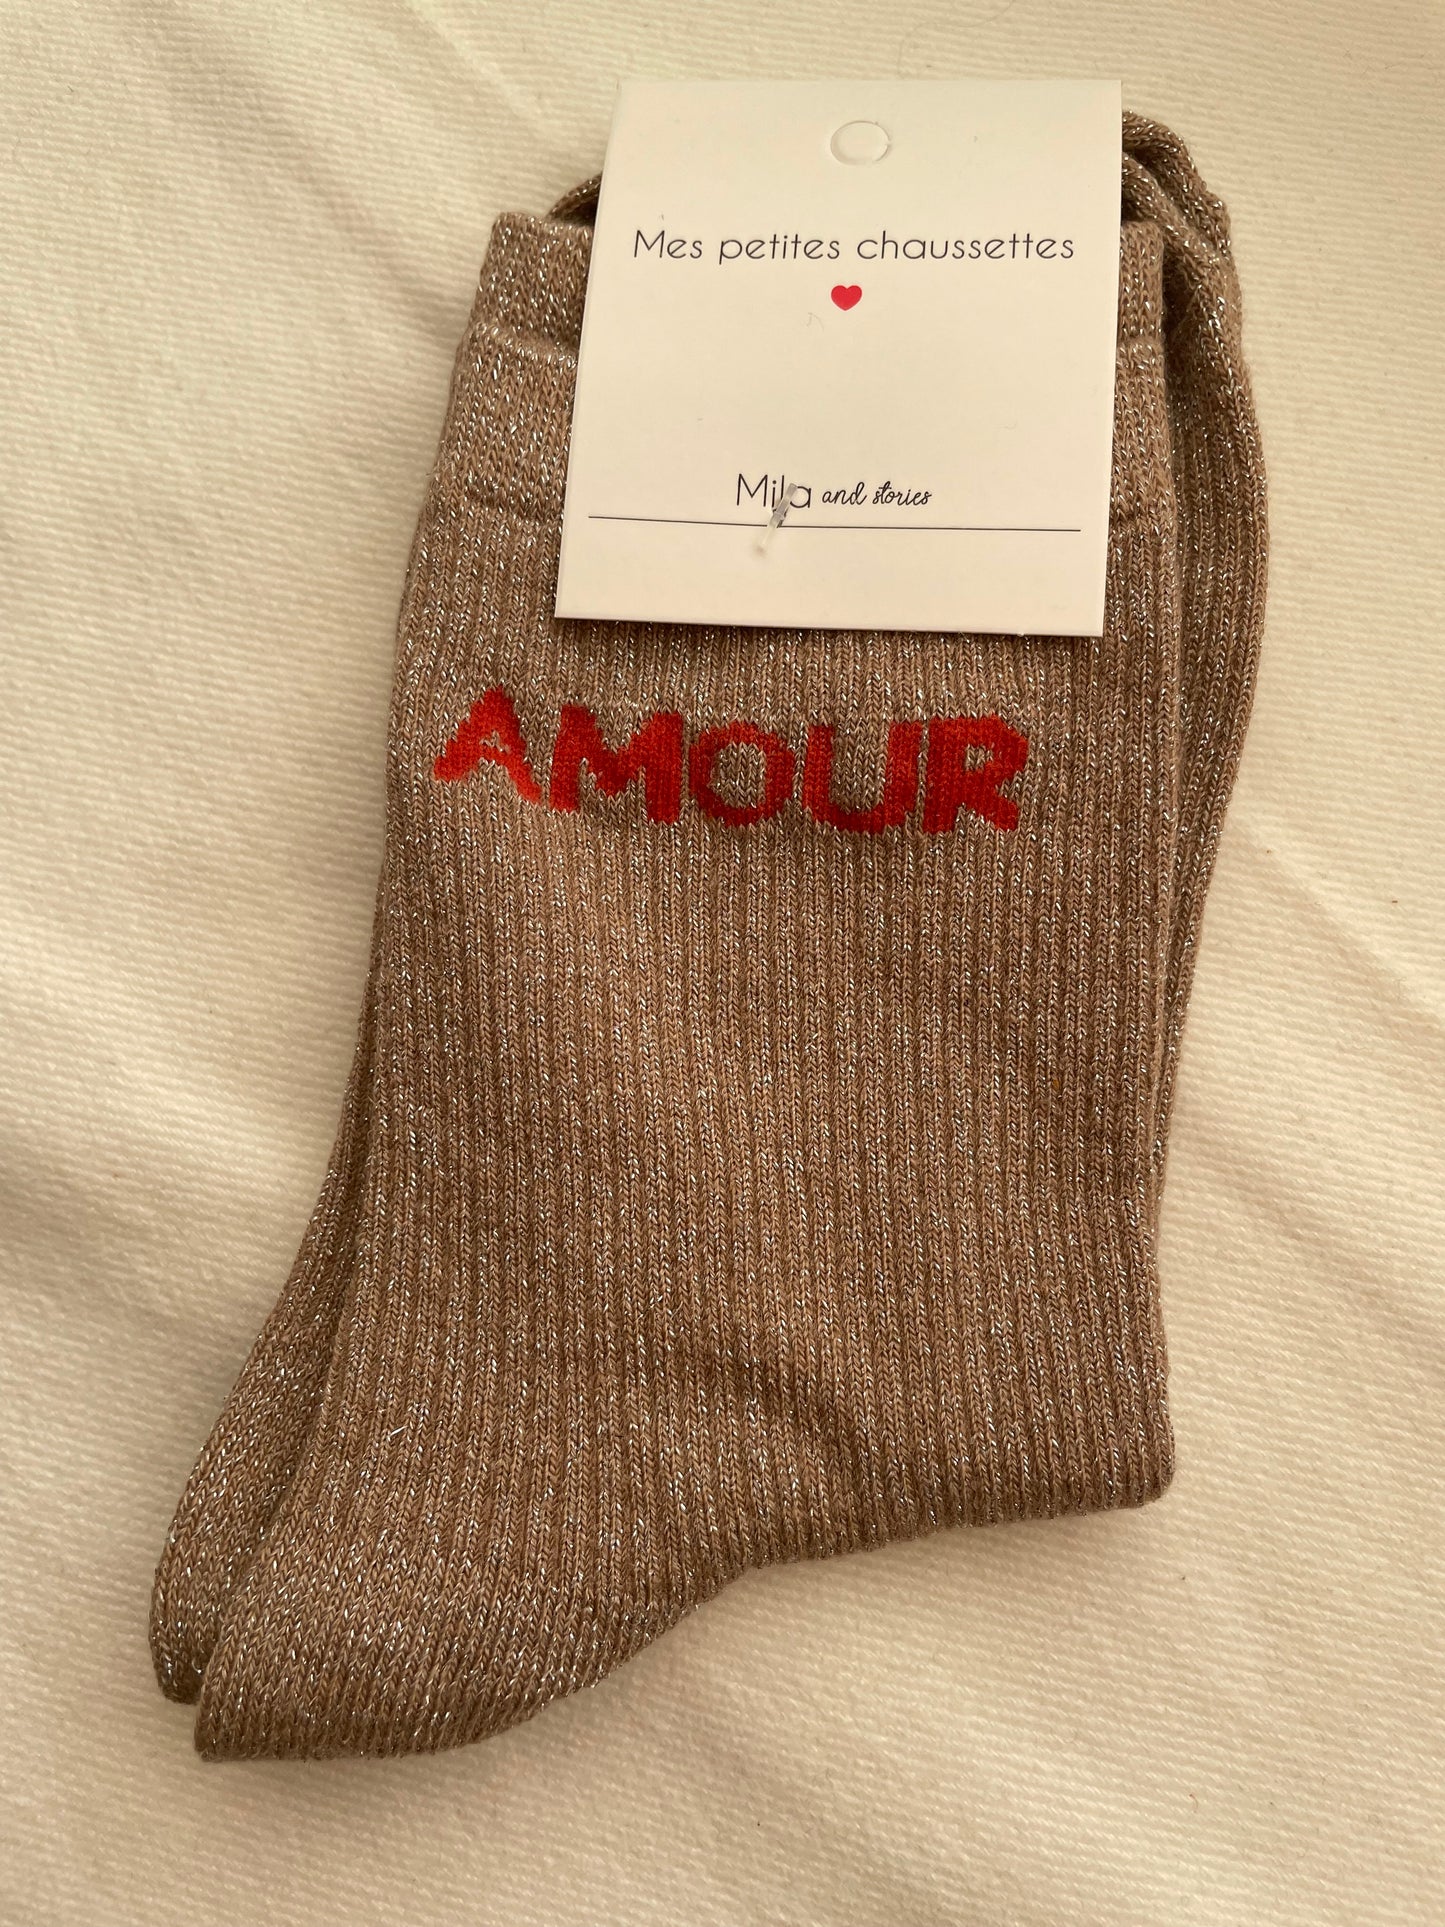 Mes petites chaussettes
Mila and stories
AMOUR